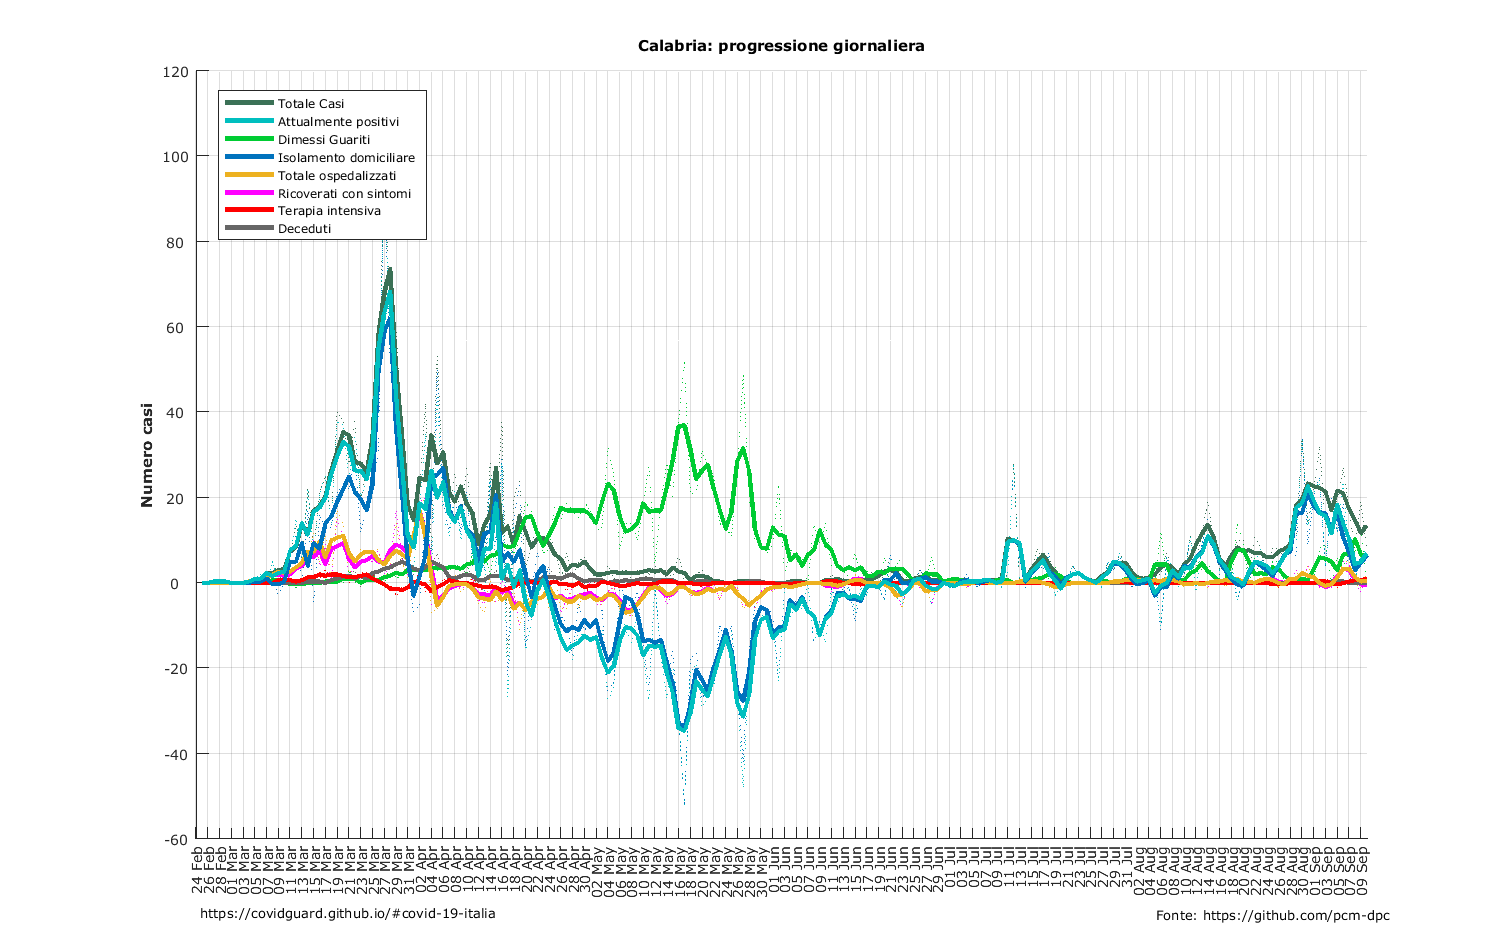 Calabria: progressione giornaliera
120
100
80
60
40
20
0
-20
-40
-60
Numero casi
Totale Casi
Attualmente positivi
Dimessi Guariti
Isolamento domiciliare
Totale ospedalizzati
Ricoverati con sintomi
Terapia intensiva
Deceduti
24 Feb
26 Feb
28 Feb
01 Mar
03 Mar
05 Mar
07 Mar
09 Mar
11 Mar
13 Mar
15 Mar
17 Mar
19 Mar
21 Mar
23 Mar
25 Mar
27 Mar
29 Mar
31 Mar
02 Apr
04 Apr
06 Apr
08 Apr
10 Apr
12 Apr
14 Apr
16 Apr
18 Apr
20 Apr
22 Apr
24 Apr
26 Apr
28 Apr
30 Apr
02 May
04 May
06 May
08 May
10 May
12 May
14 May
16 May
18 May
20 May
22 May
24 May
26 May
28 May
30 May
01 Jun
03 Jun
05 Jun
07 Jun
09 Jun
11 Jun
13 Jun
15 Jun
17 Jun
19 Jun
21 Jun
23 Jun
25 Jun
27 Jun
29 Jun
01 Jul
03 Jul
05 Jul
07 Jul
09 Jul
11 Jul
13 Jul
15 Jul
17 Jul
19 Jul
21 Jul
23 Jul
25 Jul
27 Jul
29 Jul
31 Jul
02 Aug
04 Aug
06 Aug
08 Aug
10 Aug
12 Aug
14 Aug
16 Aug
18 Aug
20 Aug
22 Aug
24 Aug
26 Aug
28 Aug
30 Aug
01 Sep
03 Sep
05 Sep
07 Sep
09 Sep
https://covidguard.github.io/#covid-19-italia
Fonte: https://github.com/pcm-dpc